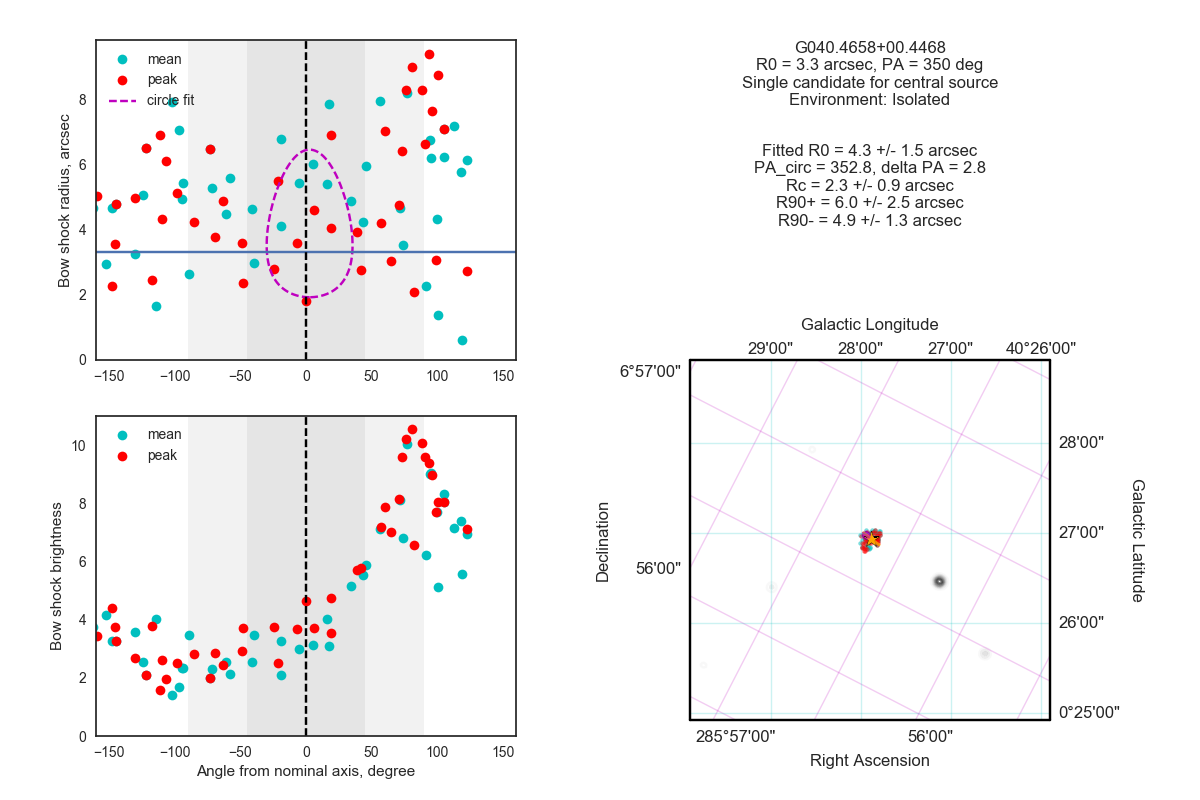 mean
peak
circle fit
Bow shock radius, arcsec
8
6
4
2
0
−150 −100 −50 0 50 100 150
mean
peak
Bow shock brightness
10
8
6
4
2
0
−150 −100 −50 0 50 100 150
Angle from nominal axis, degree
G040.4658+00.4468
R0 = 3.3 arcsec, PA = 350 deg
Single candidate for central source
Environment: Isolated
Fitted R0 = 4.3 +/- 1.5 arcsec
PA_circ = 352.8, delta PA = 2.8
Rc = 2.3 +/- 0.9 arcsec
R90+ = 6.0 +/- 2.5 arcsec
R90- = 4.9 +/- 1.3 arcsec
Galactic Longitude
29'00" 28'00" 27'00" 40°26'00"
6°57'00"
56'00"
Declination
28'00"
27'00"
26'00"
0°25'00"
Galactic Latitude
285°57'00" 56'00"
Right Ascension